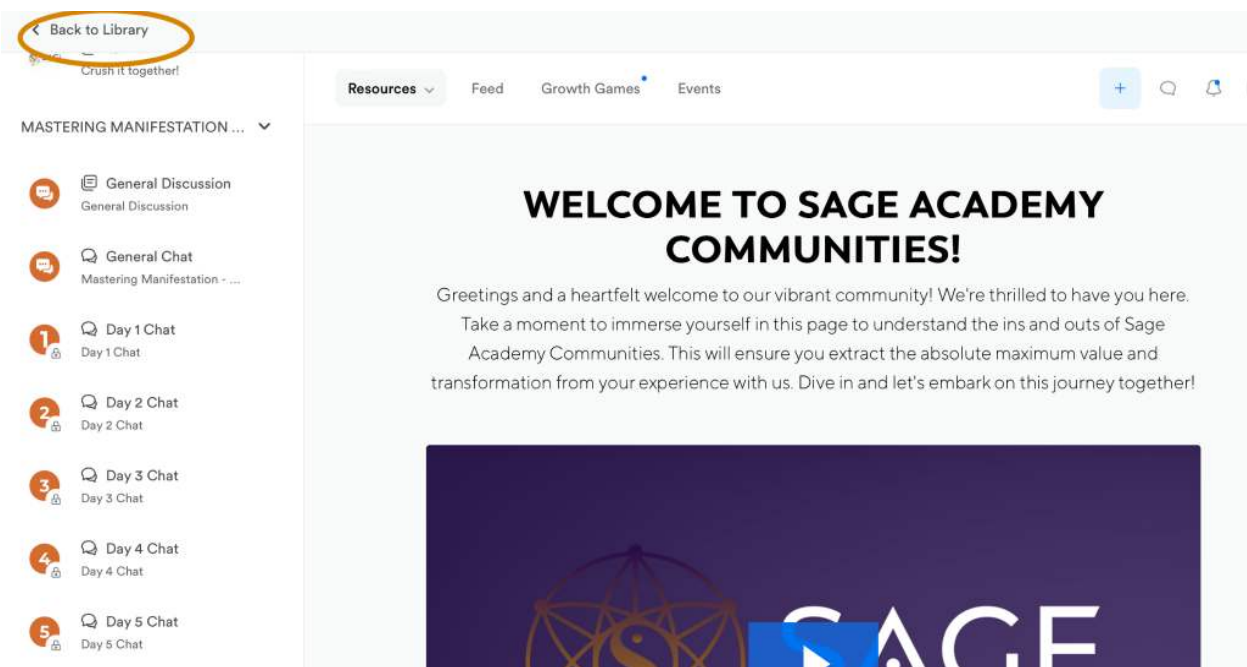 Back to Library
Crush it together!
MASTERING MANIFESTATION ...
General Discussion
General Discussion
General Chat
Mastering Manifestation - ...
1
Day 1 Chat
Day 1 Chat
2
Day 2 Chat
Day 2 Chat
3
Day 3 Chat
Day 3 Chat
4
Day 4 Chat
Day 4 Chat
5
Day 5 Chat
Day 5 Chat
Resources
Feed
Growth Games
Events
WELCOME TO SAGE ACADEMY
COMMUNITIES!
Greetings and a heartfelt welcome to our vibrant community! We're thrilled to have you here.
Take a moment to immerse yourself in this page to understand the ins and outs of Sage
Academy Communities. This will ensure you extract the absolute maximum value and
transformation from your experience with us. Dive in and let's embark on this journey together!
SAGE